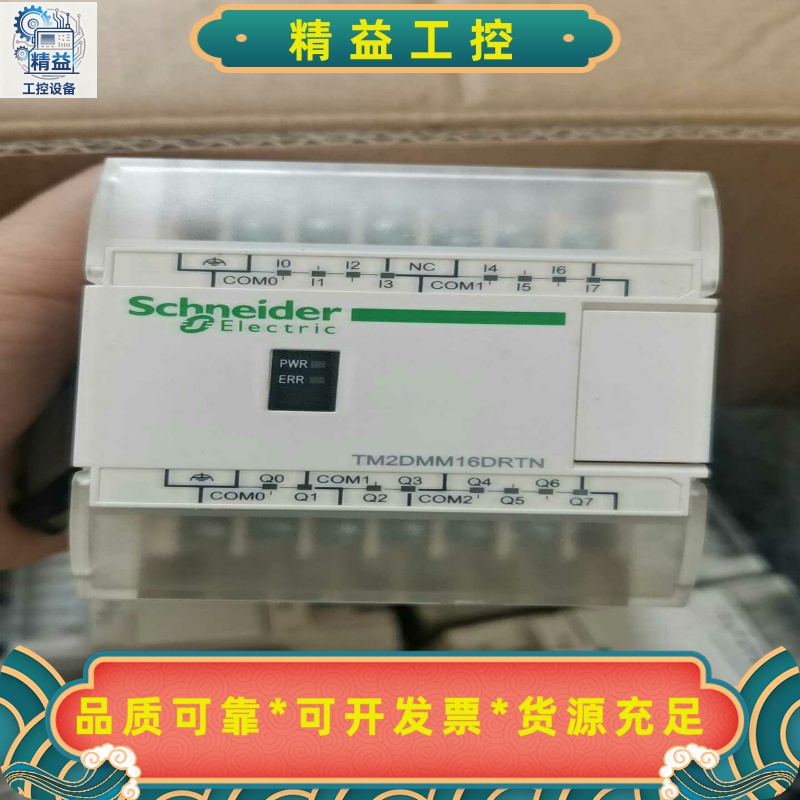 精益工控
精益
工控设备
I0 I2 NC I4 I6
COM0 I1 I3 COM1 I5 I7
Schneider
Electric
PWR
ERR
TM2DMM16DRTN
Q0 COM1 Q3 Q4 Q6
COM0 Q1 Q2 COM2 Q5 Q7
品质可靠*可开发票*货源充足